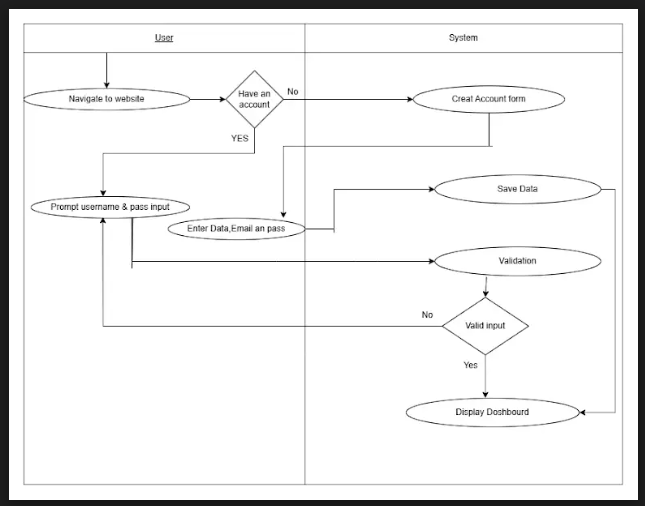 User
System
Navigate to website
Have an
account
No
Creat Account form
YES
Prompt username & pass input
Enter Data,Email an pass
Save Data
Validation
No
Valid input
Yes
Display Doshbourd